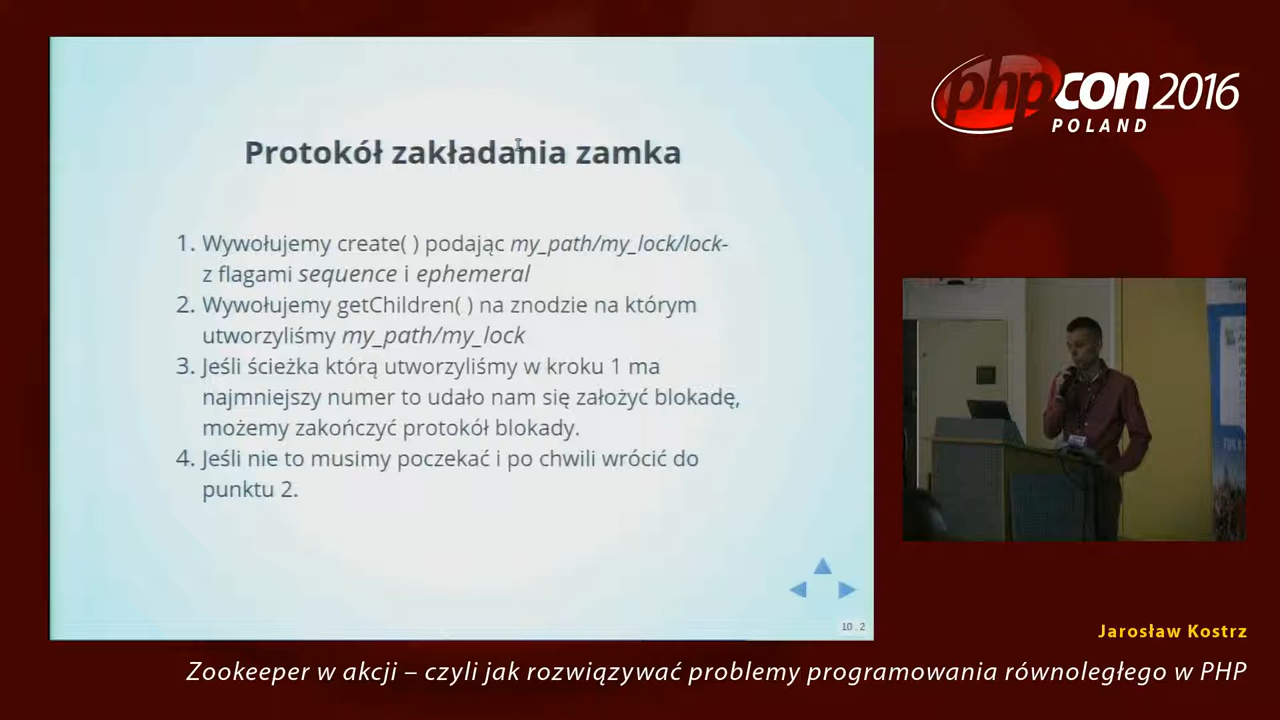 Protokół zakładania zamka
1. Wywołujemy create( ) podając my_path/my_lock/lock-
z flagami sequence i ephemeral
2. Wywołujemy getChildren( ) na znodzie na którym
utworzyliśmy my_path/my_lock
3. Jeśli ścieżka którą utworzyliśmy w kroku 1 ma
najmniejszy numer to udało nam się założyć blokadę,
możemy zakończyć protokół blokady.
4. Jeśli nie to musimy poczekać i po chwili wrócić do
punktu 2.
10.2
phpcon 2016
POLAND
Jarosław Kostrz
Zookeeper w akcji – czyli jak rozwiązywać problemy programowania równoległego w PHP